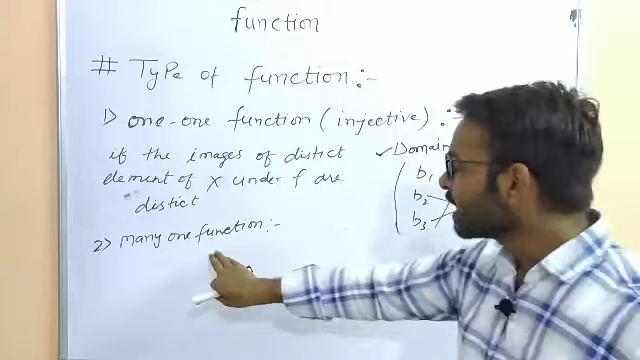 function
# Type of function :-
1) one-one function (injective) :-
if the images of distict
element of x under f are
distict
✓Domain
b1
b2
b3
2) many one function :-